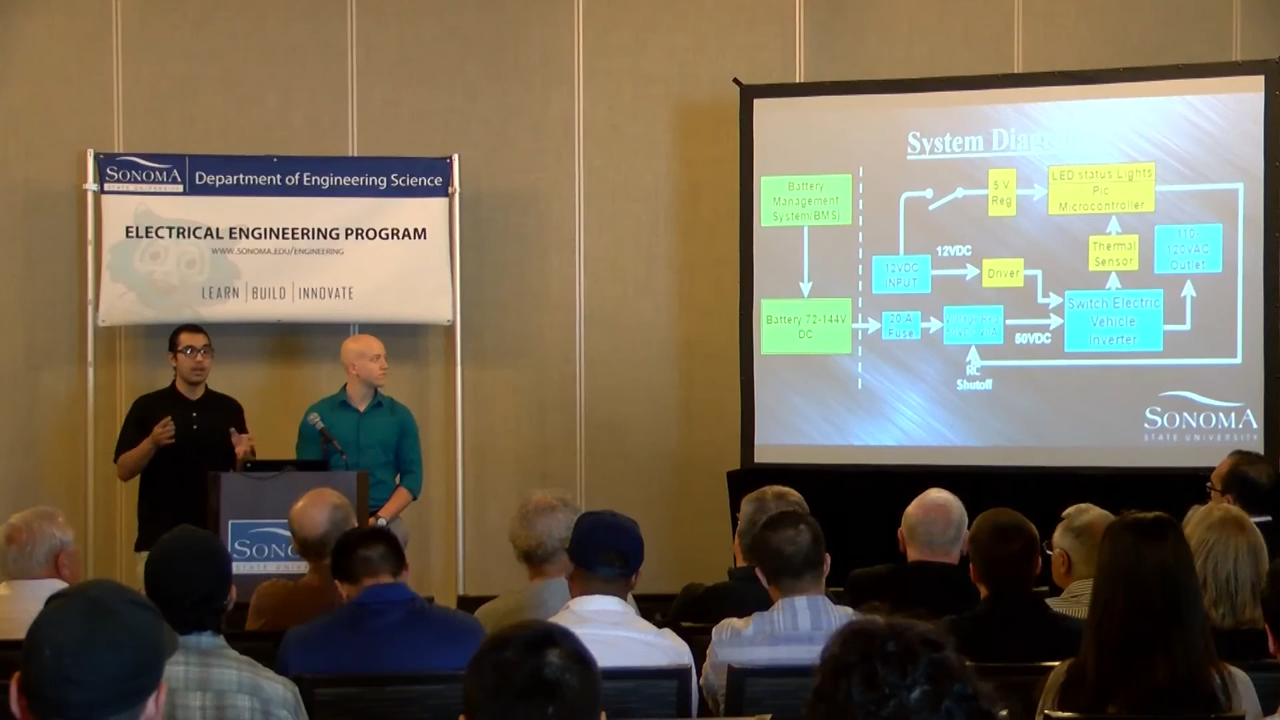 SONOMA
STATE UNIVERSITY
Department of Engineering Science
ELECTRICAL ENGINEERING PROGRAM
WWW.SONOMA.EDU/ENGINEERING
LEARN | BUILD | INNOVATE
SONO
System
Battery
Management
System(BMS)
5 V
Reg
LED status Lights
Pic
Microcontroller
Thermal
Sensor
110-
120VAC
Outlet
12VDC
12VDC
INPUT
Driver
Battery 72-144V
DC
20 A
Fuse
50VDC
Switch Electric
Vehicle
Inverter
RC
Shutoff
SONOMA
STATE UNIVERSITY